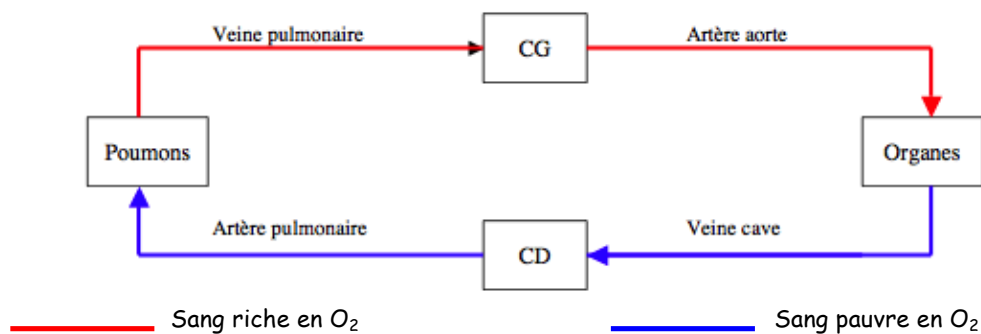 Veine pulmonaire
CG
Artère aorte
Poumons
Organes
Artère pulmonaire
CD
Veine cave
Sang riche en O₂
Sang pauvre en O₂